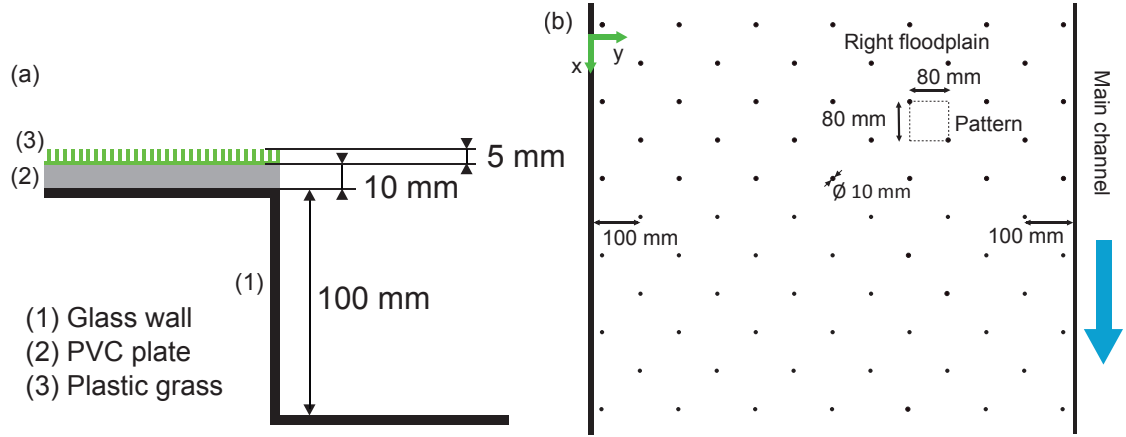 (a)
(3)
(2)
5 mm
10 mm
(1)
100 mm
(1) Glass wall
(2) PVC plate
(3) Plastic grass
(b)
y
x
Right floodplain
80 mm
80 mm
Pattern
Ø 10 mm
100 mm
100 mm
Main channel